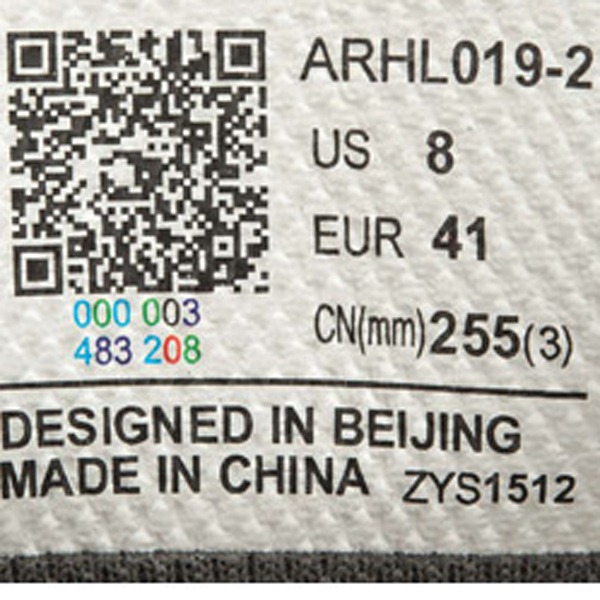 ARHL019-2
US 8
EUR 41
CN(mm)255(3)
000 003
483 208
DESIGNED IN BEIJING
MADE IN CHINA ZYS1512